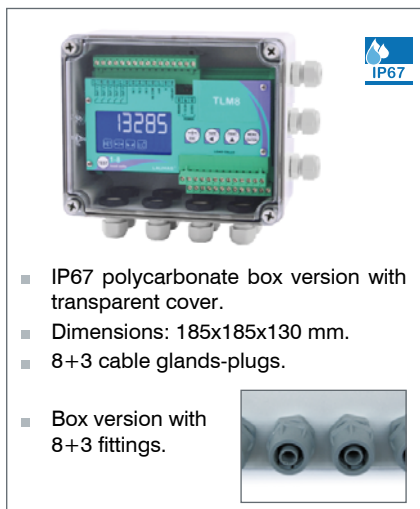 IP67
TLM8
13285
IP67 polycarbonate box version with
transparent cover.
Dimensions: 185x185x130 mm.
8+3 cable glands-plugs.
Box version with
8+3 fittings.